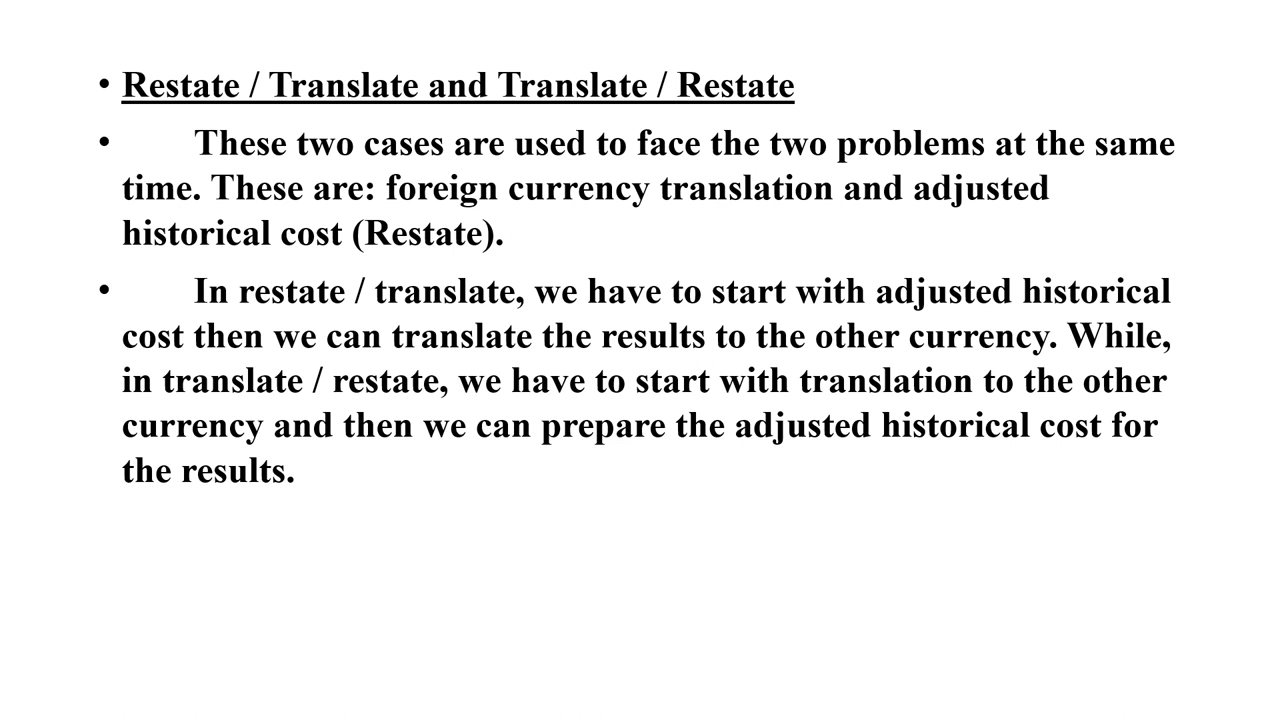 • Restate / Translate and Translate / Restate
• These two cases are used to face the two problems at the same
time. These are: foreign currency translation and adjusted
historical cost (Restate).
• In restate / translate, we have to start with adjusted historical
cost then we can translate the results to the other currency. While,
in translate / restate, we have to start with translation to the other
currency and then we can prepare the adjusted historical cost for
the results.